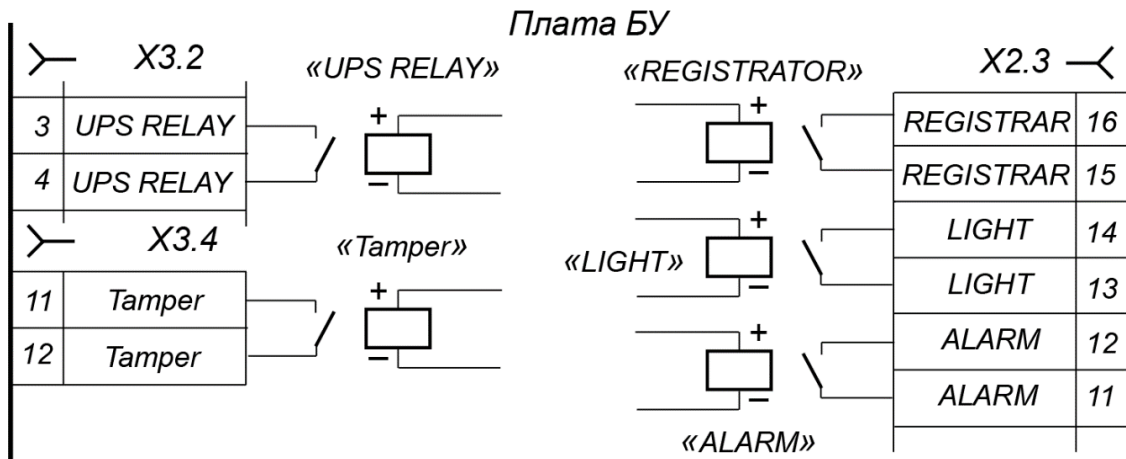 Плата БУ
X3.2
«UPS RELAY»
3 UPS RELAY
+
4 UPS RELAY
−
X3.4
«Tamper»
11 Tamper
+
12 Tamper
−
«REGISTRATOR»
X2.3
+
REGISTRAR 16
−
REGISTRAR 15
«LIGHT»
+
LIGHT 14
−
LIGHT 13
+
ALARM 12
−
ALARM 11
«ALARM»